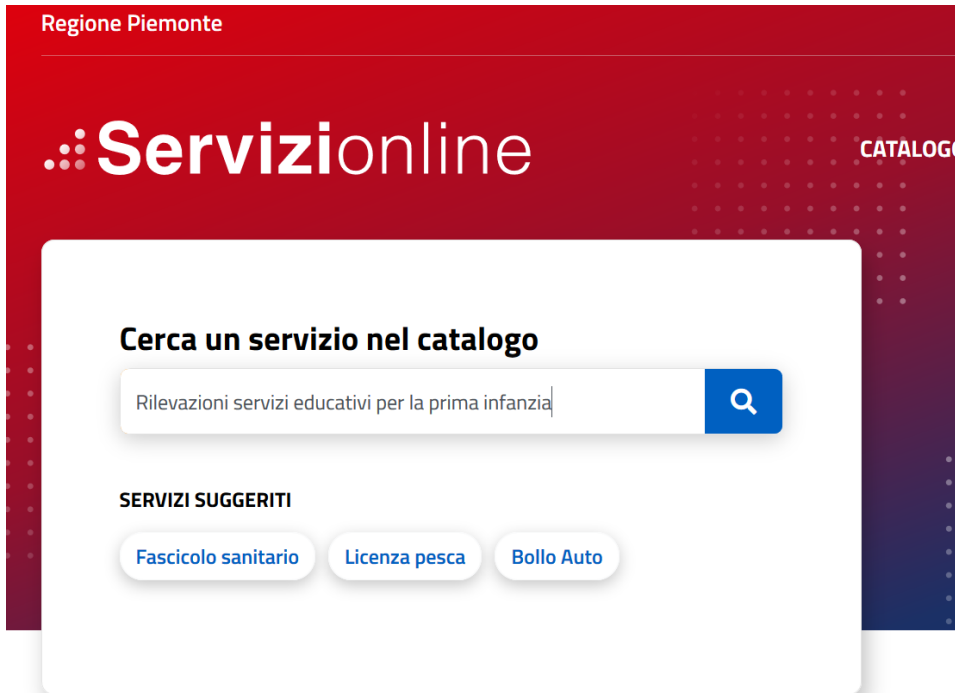 Regione Piemonte
Servizionline
CATALOGO
Cerca un servizio nel catalogo
Rilevazioni servizi educativi per la prima infanzia
SERVIZI SUGGERITI
Fascicolo sanitario Licenza pesca Bollo Auto